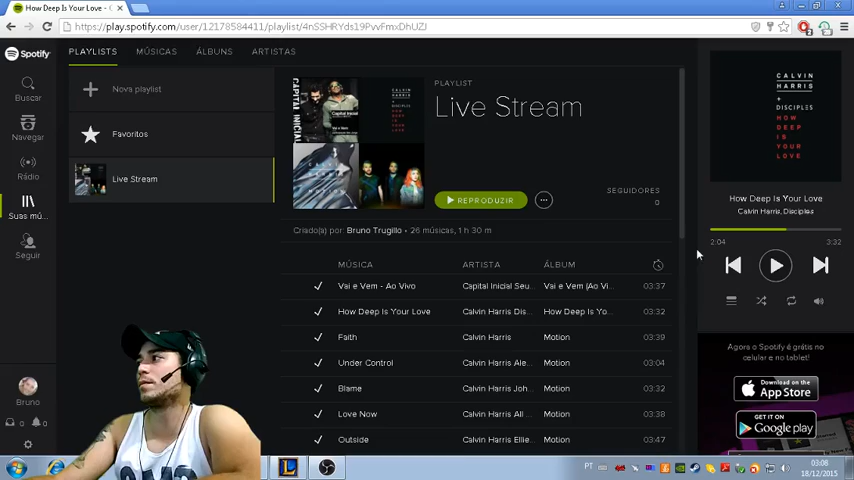 How Deep Is Your Love -
https://play.spotify.com/user/12178584411/playlist/4nSSHRYds19PvvFmxDhUZJ
Spotify
PLAYLISTS MÚSICAS ÁLBUNS ARTISTAS
Buscar
Navegar
Rádio
Suas mú...
Seguir
Bruno
0 0
Nova playlist
Favoritos
Live Stream
CAPITAL INICIAL
CALVIN HARRIS
PLAYLIST
Live Stream
REPRODUZIR
SEGUIDORES
0
Criado(a) por: Bruno Trugillo • 26 músicas, 1 h 30 m
MÚSICA ARTISTA ÁLBUM
Vai e Vem - Ao Vivo Capital Inicial Seu... Vai e Vem (Ao Vi... 03:37
How Deep Is Your Love Calvin Harris Dis... How Deep Is Yo... 03:32
Faith Calvin Harris Motion 03:39
Under Control Calvin Harris Ale... Motion 03:04
Blame Calvin Harris Joh... Motion 03:32
Love Now Calvin Harris All ... Motion 03:38
Outside Calvin Harris Ellie... Motion 03:47
CALVIN
HARRIS
+
DISCIPLES
HOW
DEEP
IS
YOUR
LOVE
How Deep Is Your Love
Calvin Harris, Disciples
2:04 3:32
Agora o Spotify é grátis no
celular e no tablet!
Download on the
App Store
GET IT ON
Google play
PT
03:08
18/12/2015